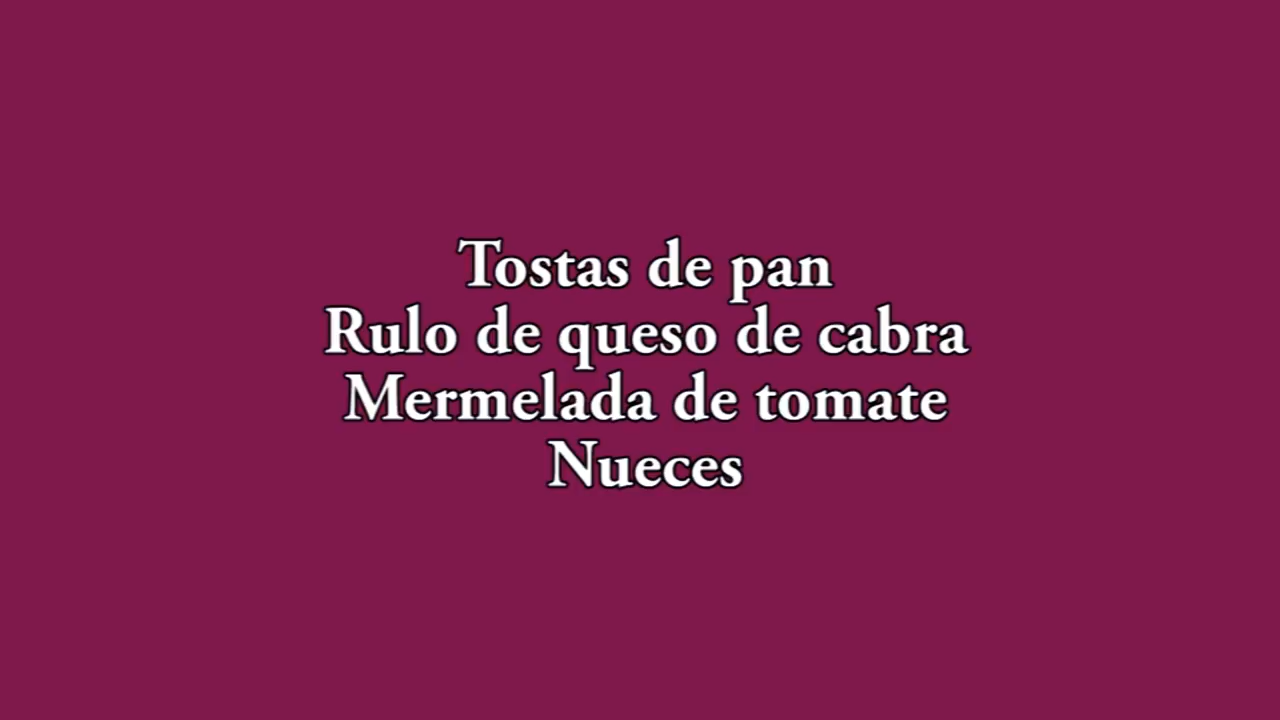 Tostas de pan
Rulo de queso de cabra
Mermelada de tomate
Nueces